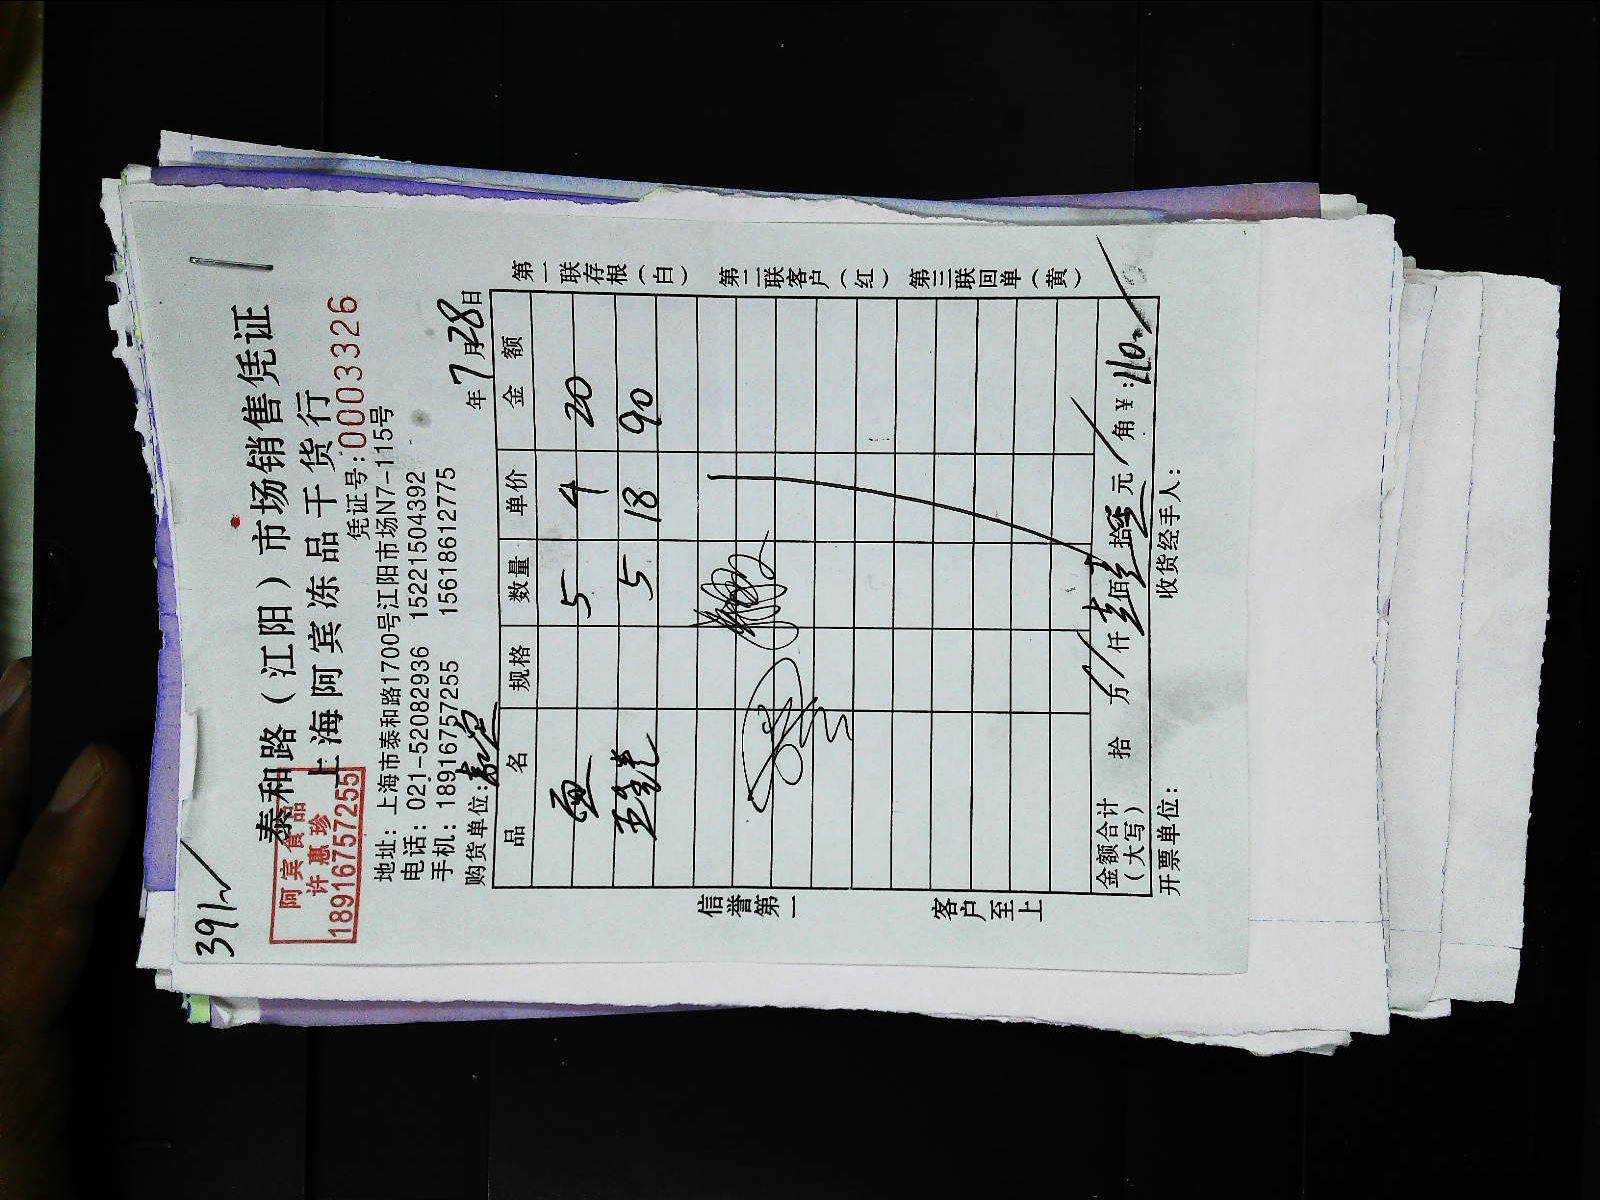 391
泰和路（江阳）市场销售凭证
上海阿宾冻品干货行
阿宾食品
许惠珍
18916757255
凭证号:0003326
地址：上海市泰和路1700号江阳市场N7-115号
电话：021-52082936 15221504392
手机：18916757255 15618612775
购货单位: 年7月28日
品名 规格 数量 单价 金额
5 4 20
5 18 90
金额合计（大写） 拾 万 仟壹佰壹拾 元 角 ¥:110
开票单位: 收货经手人:
信誉第一 客户至上
第一联存根（白） 第二联客户（红） 第三联回单（黄）